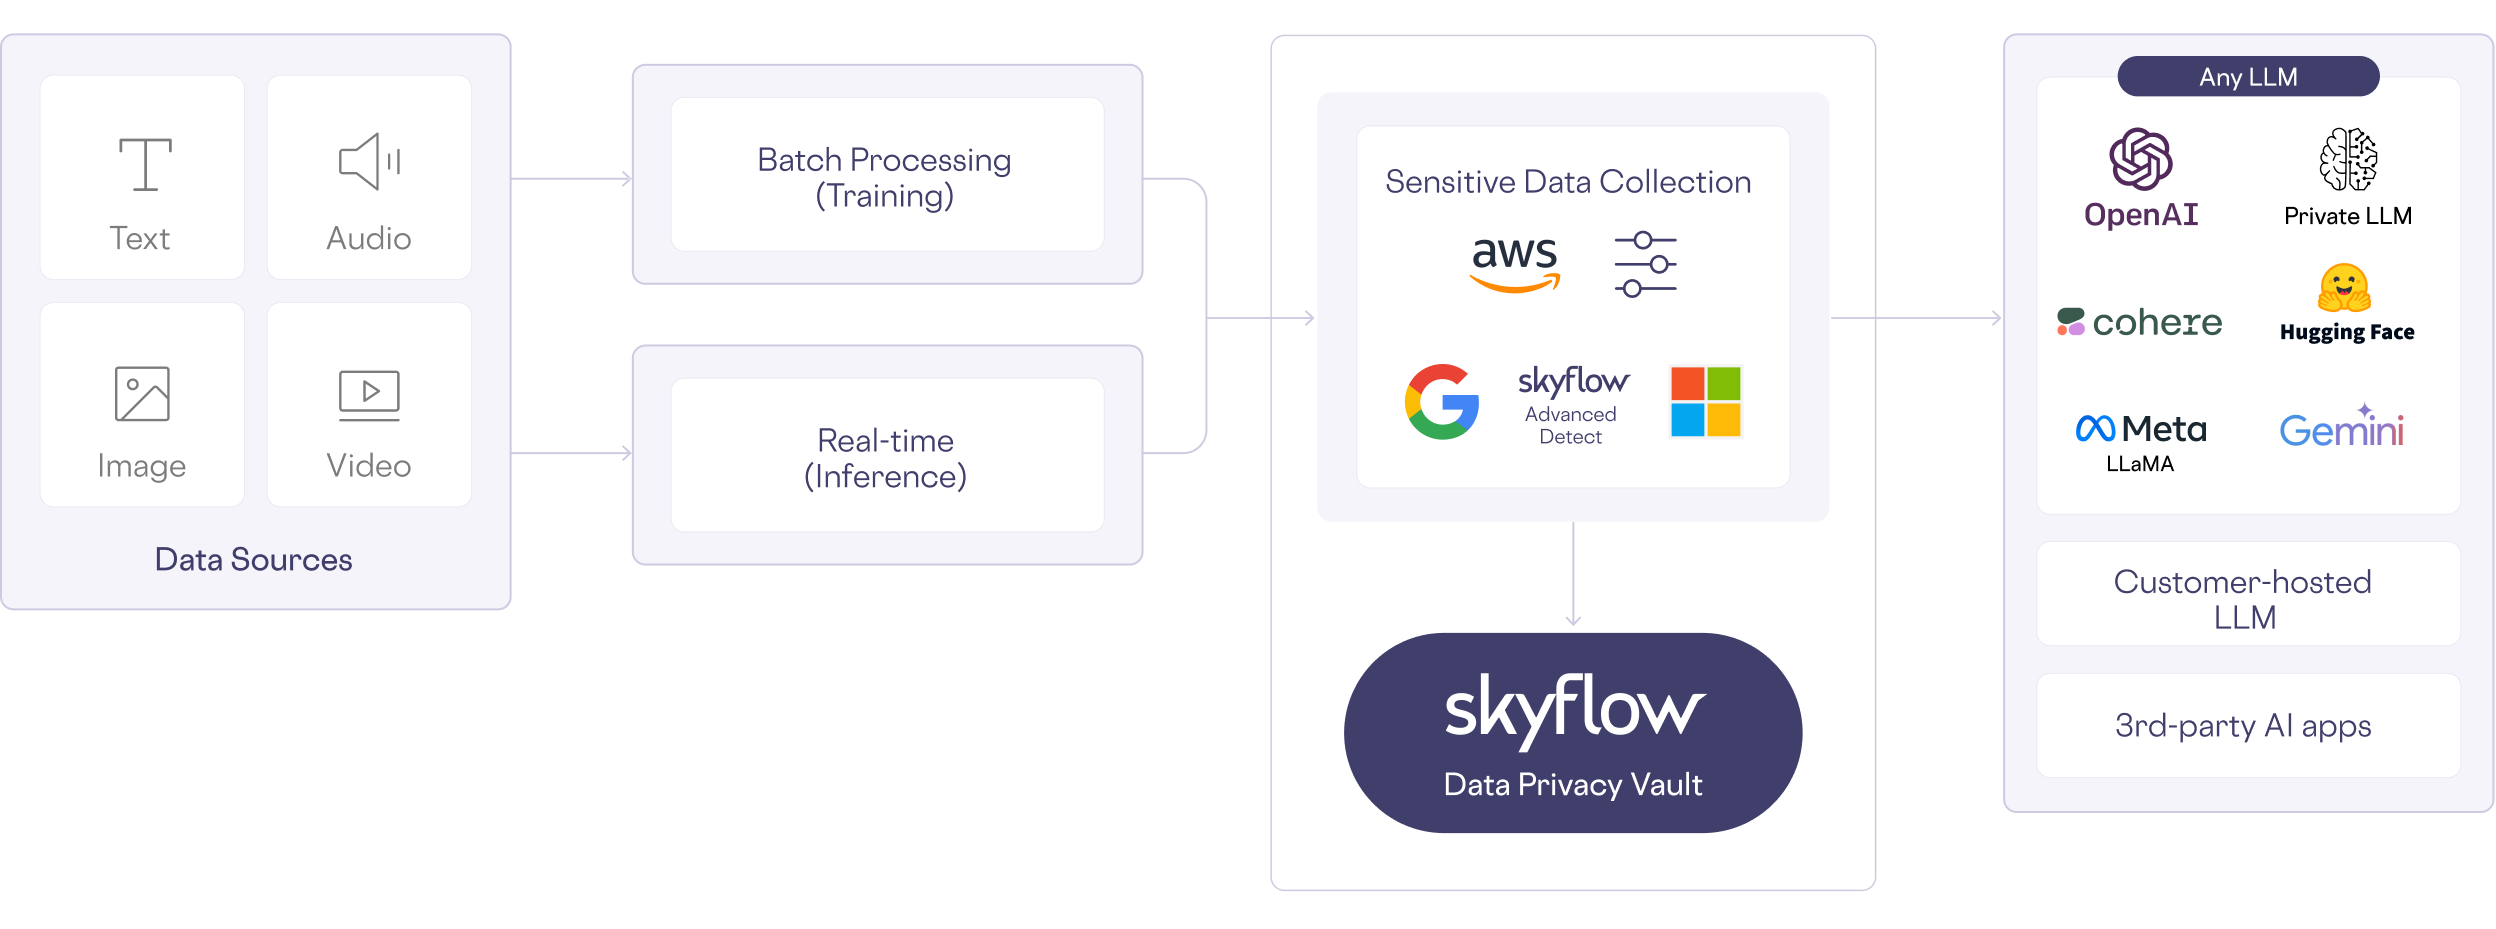 Text
Audio
Image
Video
Data Sources
Batch Processing
(Training)
Real-time
(Inference)
Sensitive Data Collection
aws
skyflow
Advanced
Detect
skyflow
Data Privacy Vault
Any LLM
OpenAI
Private LLM
cohere
Hugging Face
Meta
LLaMA
Gemini
Customer-hosted
LLM
3rd-party AI apps